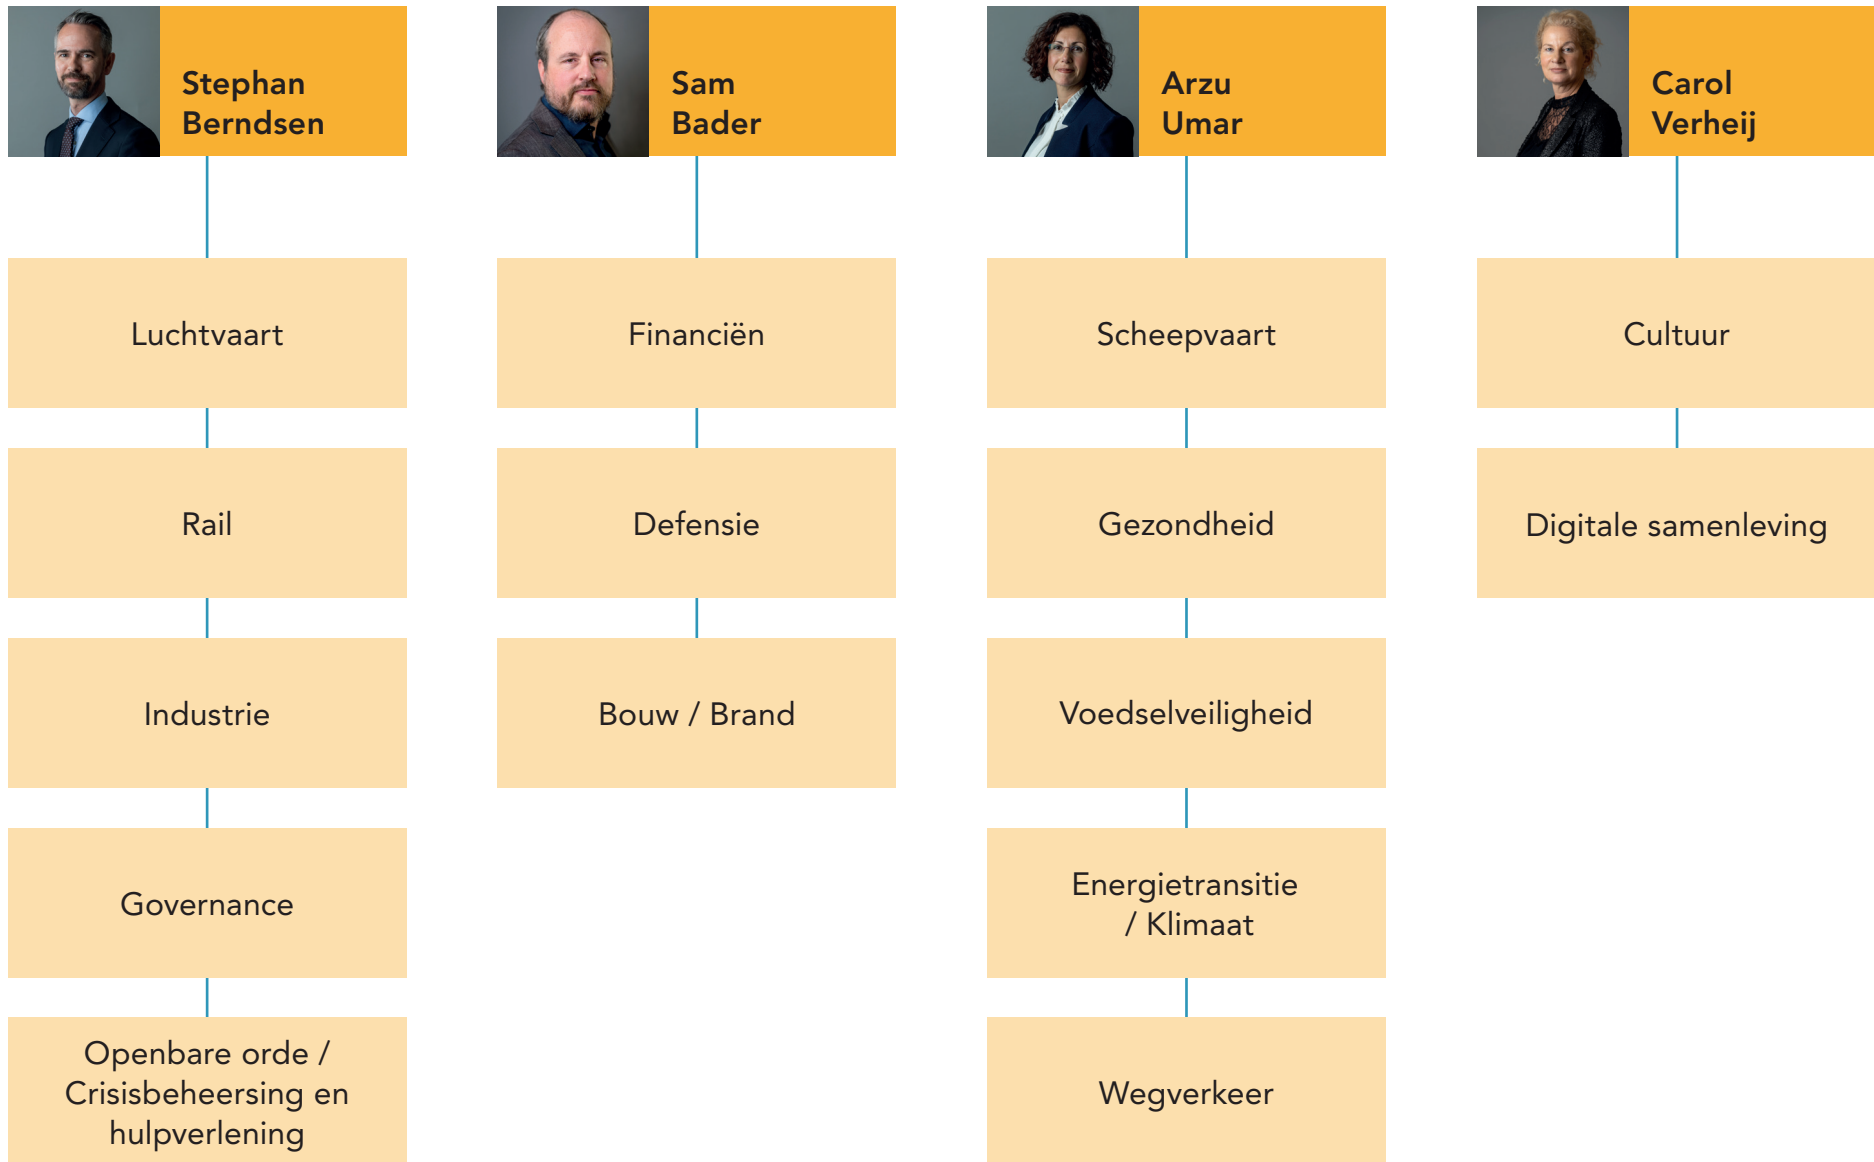 Stephan
Berndsen
Luchtvaart
Rail
Industrie
Governance
Openbare orde /
Crisisbeheersing en
hulpverlening
Sam
Bader
Financiën
Defensie
Bouw / Brand
Arzu
Umar
Scheepvaart
Gezondheid
Voedselveiligheid
Energietransitie
/ Klimaat
Wegverkeer
Carol
Verheij
Cultuur
Digitale samenleving